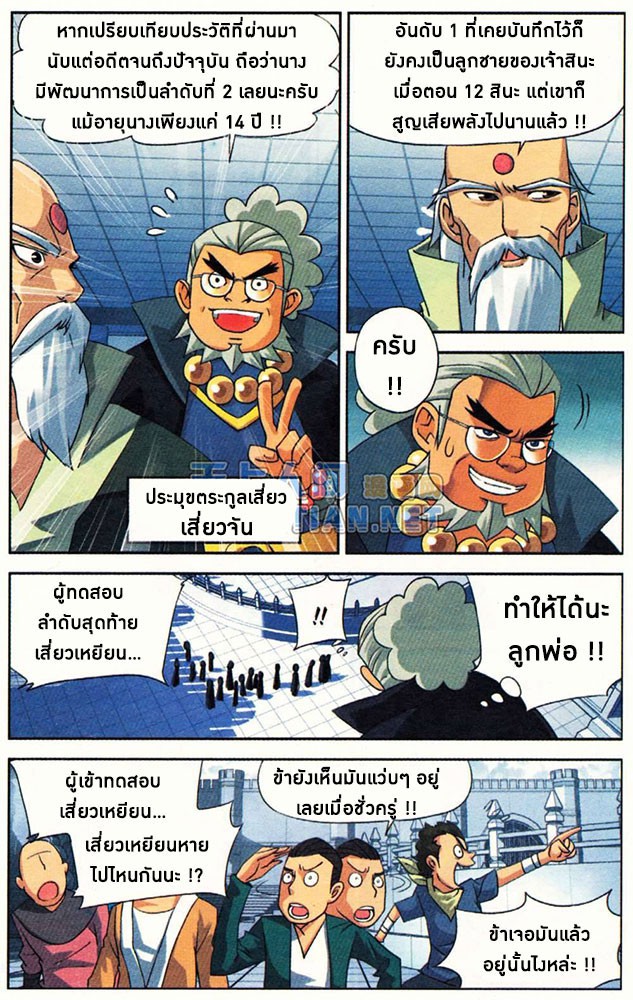 หากเปรียบเทียบประวัติที่ผ่านมา
นับแต่อดีตจนถึงปัจจุบัน ถือว่านาง
มีพัฒนาการเป็นลำดับที่ 2 เลยนะครับ
แม้อายุนางเพียงแค่ 14 ปี !!
อันดับ 1 ที่เคยบันทึกไว้ก็
ยังคงเป็นลูกชายของเจ้าสินะ
เมื่อตอน 12 สินะ แต่เขาก็
สูญเสียพลังไปนานแล้ว !!
ครับ
!!
ประมุขตระกูลเสี่ยว
เสี่ยวจัน
NIAN.NET
ผู้ทดสอบ
ลำดับสุดท้าย
เสี่ยวเหยียน...
!!
ทำให้ได้นะ
ลูกพ่อ !!
ผู้เข้าทดสอบ
เสี่ยวเหยียน...
เสี่ยวเหยียนหาย
ไปไหนกันนะ !?
ข้ายังเห็นมันแว่บๆ อยู่
เลยเมื่อชั่วครู่ !!
ข้าเจอมันแล้ว
อยู่นั้นไงหล่ะ !!